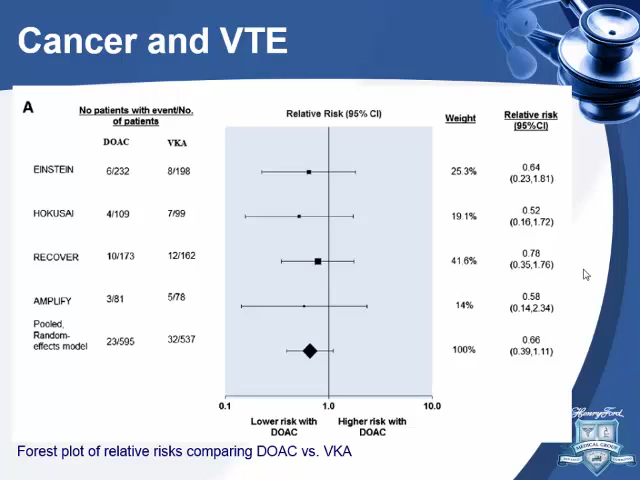 Cancer and VTE
A
No patients with event/No.
of patients
Relative Risk (95% CI)
Weight
Relative risk
(95%CI)
DOAC
VKA
EINSTEIN
6/232
8/198
25.3%
0.64
(0.23,1.81)
HOKUSAI
4/109
7/99
19.1%
0.52
(0.16,1.72)
RECOVER
10/173
12/162
41.6%
0.78
(0.35,1.76)
AMPLIFY
3/81
5/78
14%
0.58
(0.14,2.34)
Pooled,
Random-
effects model
23/595
32/537
100%
0.66
(0.39,1.11)
0.1
1.0
10.0
Lower risk with
DOAC
Higher risk with
DOAC
Forest plot of relative risks comparing DOAC vs. VKA
Henry Ford
MEDICAL GROUP